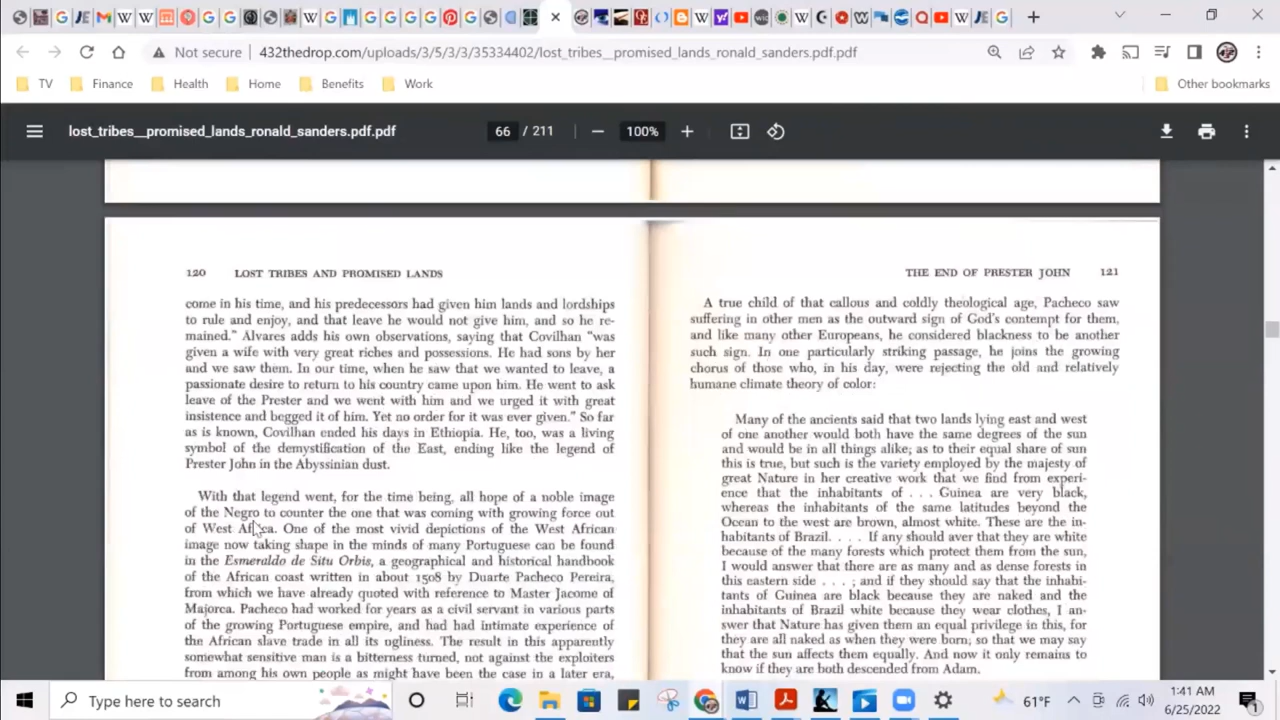 Not secure 432thedrop.com/uploads/3/5/3/3/35334402/lost_tribes__promised_lands_ronald_sanders.pdf.pdf
TV Finance Health Home Benefits Work Other bookmarks
lost_tribes__promised_lands_ronald_sanders.pdf.pdf 66 / 211 100%
120 LOST TRIBES AND PROMISED LANDS
come in his time, and his predecessors had given him lands and lordships
to rule and enjoy, and that leave he would not give him, and so he re-
mained." Alvares adds his own observations, saying that Covilhan "was
given a wife with very great riches and possessions. He had sons by her
and we saw them. In our time, when he saw that we wanted to leave, a
passionate desire to return to his country came upon him. He went to ask
leave of the Prester and we went with him and we urged it with great
insistence and begged it of him. Yet no order for it was ever given." So far
as is known, Covilhan ended his days in Ethiopia. He, too, was a living
symbol of the demystification of the East, ending like the legend of
Prester John in the Abyssinian dust.
With that legend went, for the time being, all hope of a noble image
of the Negro to counter the one that was coming with growing force out
of West Africa. One of the most vivid depictions of the West African
image now taking shape in the minds of many Portuguese can be found
in the Esmeraldo de Situ Orbis, a geographical and historical handbook
of the African coast written in about 1508 by Duarte Pacheco Pereira,
from which we have already quoted with reference to Master Jacome of
Majorca. Pacheco had worked for years as a civil servant in various parts
of the growing Portuguese empire, and had had intimate experience of
the African slave trade in all its ugliness. The result in this apparently
somewhat sensitive man is a bitterness turned, not against the exploiters
from among his own people as might have been the case in a later era,
THE END OF PRESTER JOHN 121
A true child of that callous and coldly theological age, Pacheco saw
suffering in other men as the outward sign of God's contempt for them,
and like many other Europeans, he considered blackness to be another
such sign. In one particularly striking passage, he joins the growing
chorus of those who, in his day, were rejecting the old and relatively
humane climate theory of color:
Many of the ancients said that two lands lying east and west
of one another would both have the same degrees of the sun
and would be in all things alike; as to their equal share of sun
this is true, but such is the variety employed by the majesty of
great Nature in her creative work that we find from experi-
ence that the inhabitants of . . . Guinea are very black,
whereas the inhabitants of the same latitudes beyond the
Ocean to the west are brown, almost white. These are the in-
habitants of Brazil. . . . If any should aver that they are white
because of the many forests which protect them from the sun,
I would answer that there are as many and as dense forests in
this eastern side . . . ; and if they should say that the inhabi-
tants of Guinea are black because they are naked and the
inhabitants of Brazil white because they wear clothes, I an-
swer that Nature has given them an equal privilege in this, for
they are all naked as when they were born; so that we may say
that the sun affects them equally. And now it only remains to
know if they are both descended from Adam.
Type here to search
61°F
1:41 AM
6/25/2022